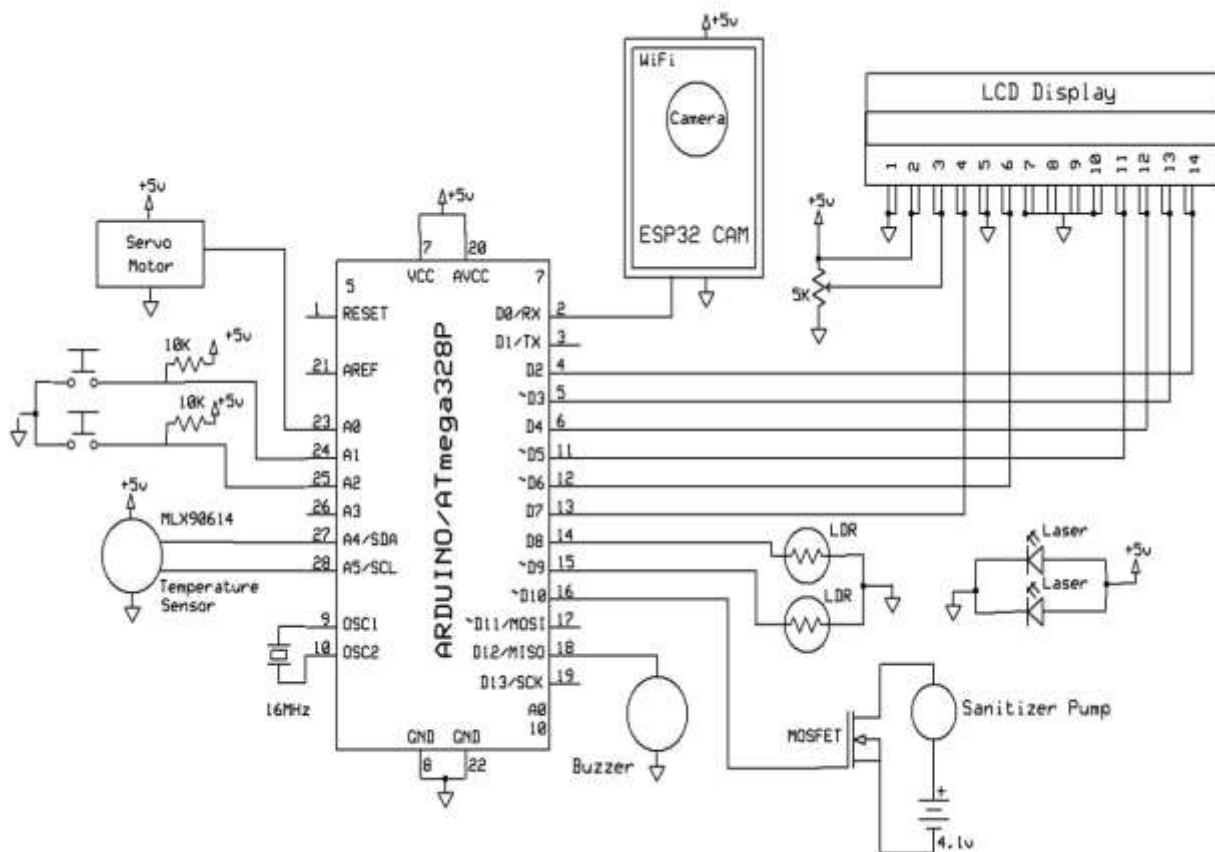 +5v
WiFi
Camera
ESP32 CAM
LCD Display
1 2 3 4 5 6 7 8 9 10 11 12 13 14
+5v
5K
+5v
Servo
Motor
+5v
7 20
VCC AVCC
5 7
1 RESET
21 AREF
23 A0
24 A1
25 A2
26 A3
27 A4/SDA
28 A5/SCL
9 OSC1
10 OSC2
ARDUINO/ATmega328P
D0/RX 2
D1/TX 3
D2 4
~D3 5
D4 6
~D5 11
~D6 12
D7 13
D8 14
~D9 15
~D10 16
~D11/MOSI 17
D12/MISO 18
D13/SCK 19
A0
10
GND GND
8 22
10K
+5v
10K
+5v
+5v
MLX90614
Temperature
Sensor
16MHz
LDR
LDR
Laser
Laser
+5v
Buzzer
MOSFET
Sanitizer Pump
+
4.1v